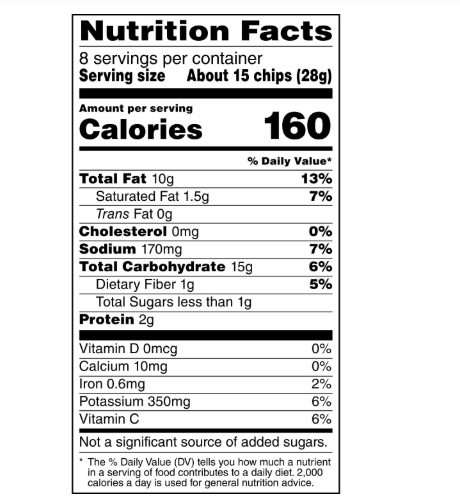 Nutrition Facts
8 servings per container
Serving size About 15 chips (28g)
Amount per serving
Calories 160
% Daily Value*
Total Fat 10g 13%
Saturated Fat 1.5g 7%
Trans Fat 0g
Cholesterol 0mg 0%
Sodium 170mg 7%
Total Carbohydrate 15g 6%
Dietary Fiber 1g 5%
Total Sugars less than 1g
Protein 2g
Vitamin D 0mcg 0%
Calcium 10mg 0%
Iron 0.6mg 2%
Potassium 350mg 6%
Vitamin C 6%
Not a significant source of added sugars.
* The % Daily Value (DV) tells you how much a nutrient
in a serving of food contributes to a daily diet. 2,000
calories a day is used for general nutrition advice.